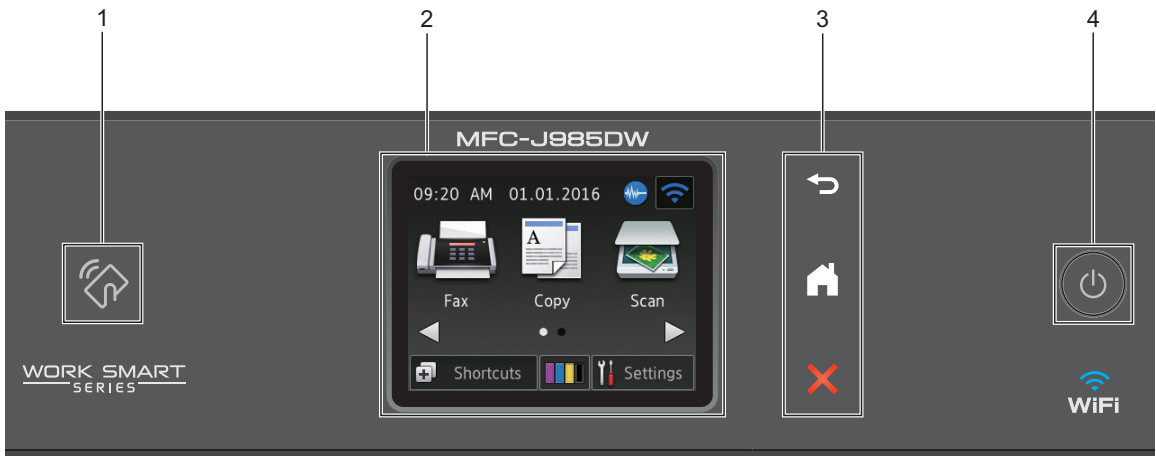 1 2 3 4
MFC-J985DW
09:20 AM 01.01.2016
A
Fax Copy Scan
Shortcuts Settings
WORK SMART
SERIES
WiFi